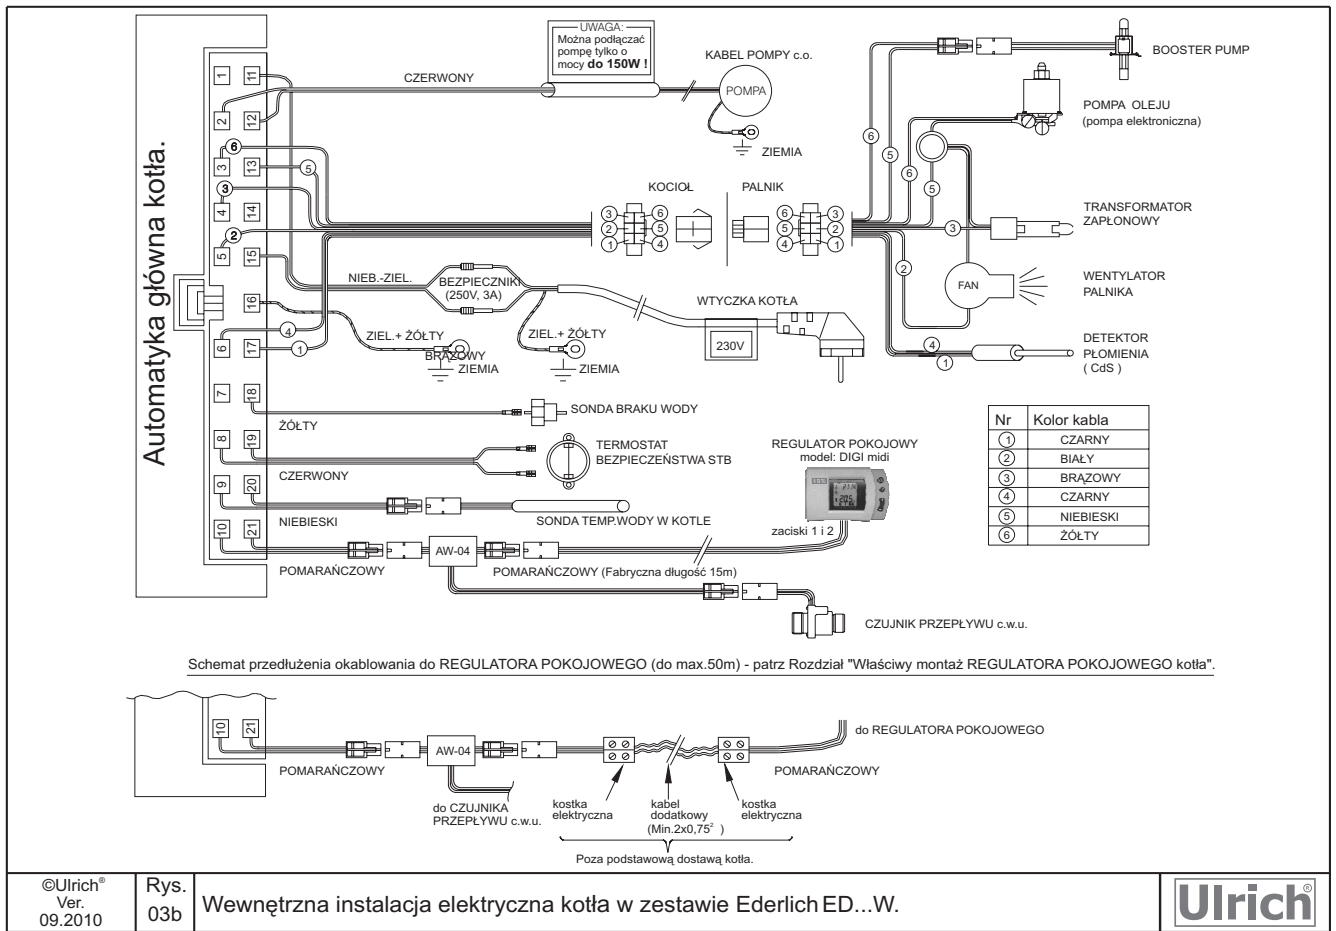 UWAGA:
Można podłączać
pompę tylko o
mocy do 150W !
KABEL POMPY c.o.
CZERWONY
POMPA
ZIEMIA
BOOSTER PUMP
POMPA OLEJU
(pompa elektroniczna)
Automatyka główna kotła.
1
11
2
12
3
13
4
14
5
15
16
6
17
7
18
8
19
9
20
10
21
6
5
3
2
4
1
KOCIOŁ
PALNIK
3 6
2 5
1 4
6 3
5 2
4 1
6
5
6
5
3
2
4
1
TRANSFORMATOR
ZAPŁONOWY
FAN
WENTYLATOR
PALNIKA
DETEKTOR
PŁOMIENIA
( CdS )
NIEB.-ZIEL.
BEZPIECZNIKI
(250V, 3A)
WTYCZKA KOTŁA
230V
ZIEL.+ ŻÓŁTY
BRĄZOWY
ZIEMIA
ZIEL.+ ŻÓŁTY
ZIEMIA
SONDA BRAKU WODY
ŻÓŁTY
TERMOSTAT
BEZPIECZEŃSTWA STB
CZERWONY
NIEBIESKI
SONDA TEMP.WODY W KOTLE
REGULATOR POKOJOWY
model: DIGI midi
zaciski 1 i 2
AW-04
POMARAŃCZOWY
POMARAŃCZOWY (Fabryczna długość 15m)
CZUJNIK PRZEPŁYWU c.w.u.
Nr Kolor kabla
1 CZARNY
2 BIAŁY
3 BRĄZOWY
4 CZARNY
5 NIEBIESKI
6 ŻÓŁTY
Schemat przedłużenia okablowania do REGULATORA POKOJOWEGO (do max.50m) - patrz Rozdział "Właściwy montaż REGULATORA POKOJOWEGO kotła".
10
21
AW-04
do REGULATORA POKOJOWEGO
POMARAŃCZOWY
POMARAŃCZOWY
do CZUJNIKA
PRZEPŁYWU c.w.u.
kostka
elektryczna
kabel
dodatkowy
(Min.2x0,75² )
kostka
elektryczna
Poza podstawową dostawą kotła.
©Ulrich®
Ver.
09.2010
Rys.
03b
Wewnętrzna instalacja elektryczna kotła w zestawie Ederlich ED...W.
Ulrich®